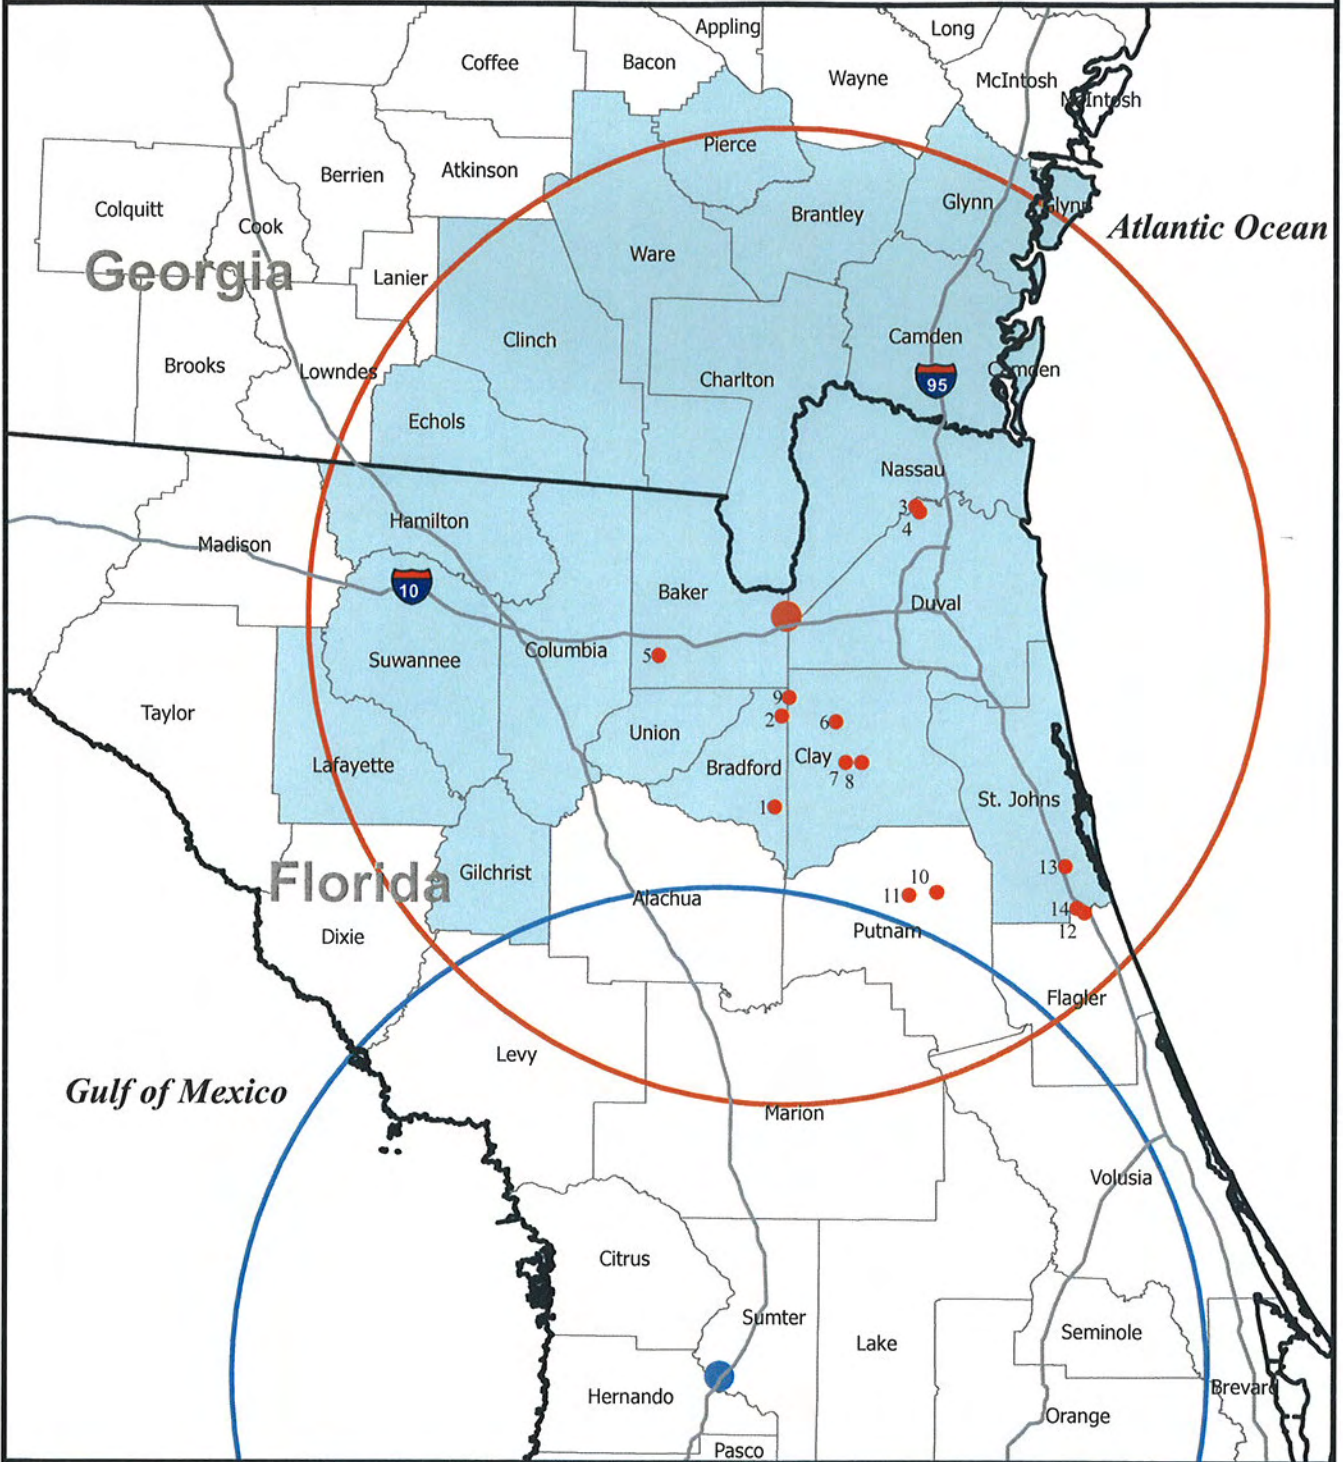 Appling
Long
Coffee
Bacon
Wayne
McIntosh
McIntosh
Pierce
Berrien
Atkinson
Colquitt
Cook
Brantley
Glynn
Glynn
Atlantic Ocean
Georgia
Lanier
Ware
Clinch
Camden
Brooks
Lowndes
Charlton
95
Camden
Echols
Nassau
3
4
Hamilton
Madison
10
Baker
Duval
Suwannee
Columbia
5
Taylor
9
2
6
Union
Lafayette
Bradford
Clay
7
8
1
St. Johns
Florida
Gilchrist
13
Alachua
10
11
14
12
Dixie
Putnam
Flagler
Levy
Gulf of Mexico
Marion
Volusia
Citrus
Sumter
Lake
Seminole
Hernando
Brevard
Orange
Pasco